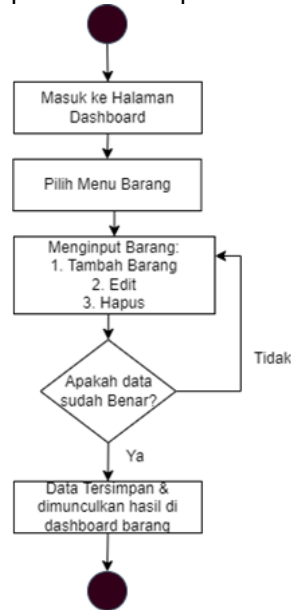 Masuk ke Halaman
Dashboard
Pilih Menu Barang
Menginput Barang:
1. Tambah Barang
2. Edit
3. Hapus
Tidak
Apakah data
sudah Benar?
Ya
Data Tersimpan &
dimunculkan hasil di
dashboard barang